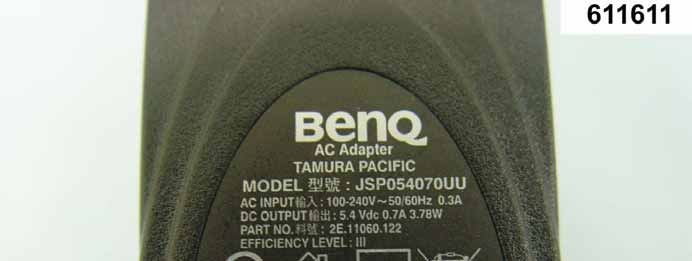 611611
BenQ
AC Adapter
TAMURA PACIFIC
MODEL 型號 : JSP054070UU
AC INPUT輸入 : 100-240V～50/60Hz 0.3A
DC OUTPUT輸出 : 5.4 Vdc 0.7A 3.78W
PART NO. 料號 : 2E.11060.122
EFFICIENCY LEVEL : III